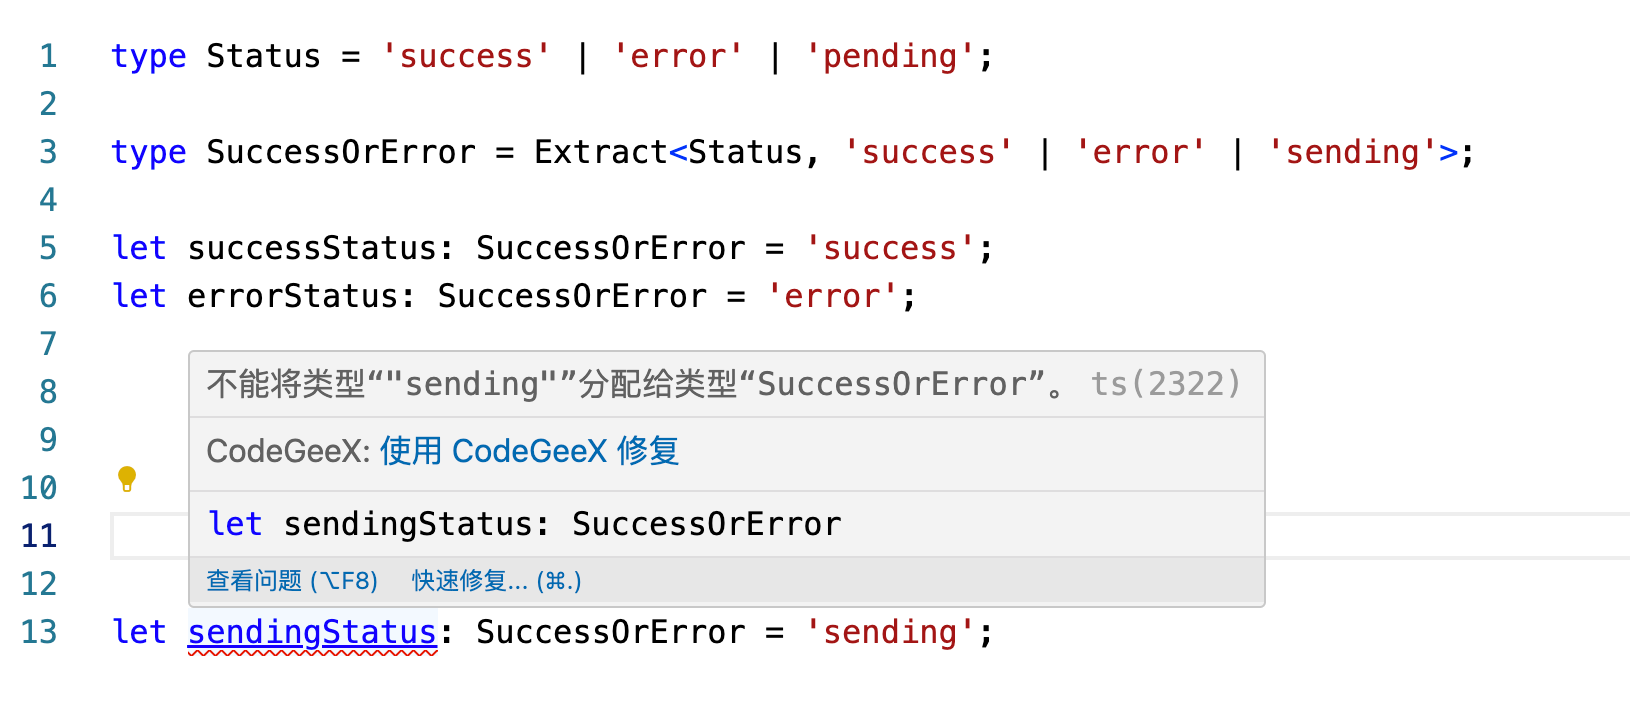 1 type Status = 'success' | 'error' | 'pending';
2
3 type SuccessOrError = Extract<Status, 'success' | 'error' | 'sending'>;
4
5 let successStatus: SuccessOrError = 'success';
6 let errorStatus: SuccessOrError = 'error';
7
8 不能将类型“"sending"”分配给类型“SuccessOrError”。 ts(2322)
9 CodeGeeX: 使用 CodeGeeX 修复
10
11 let sendingStatus: SuccessOrError
12 查看问题 (⌥F8) 快速修复... (⌘.)
13 let sendingStatus: SuccessOrError = 'sending';